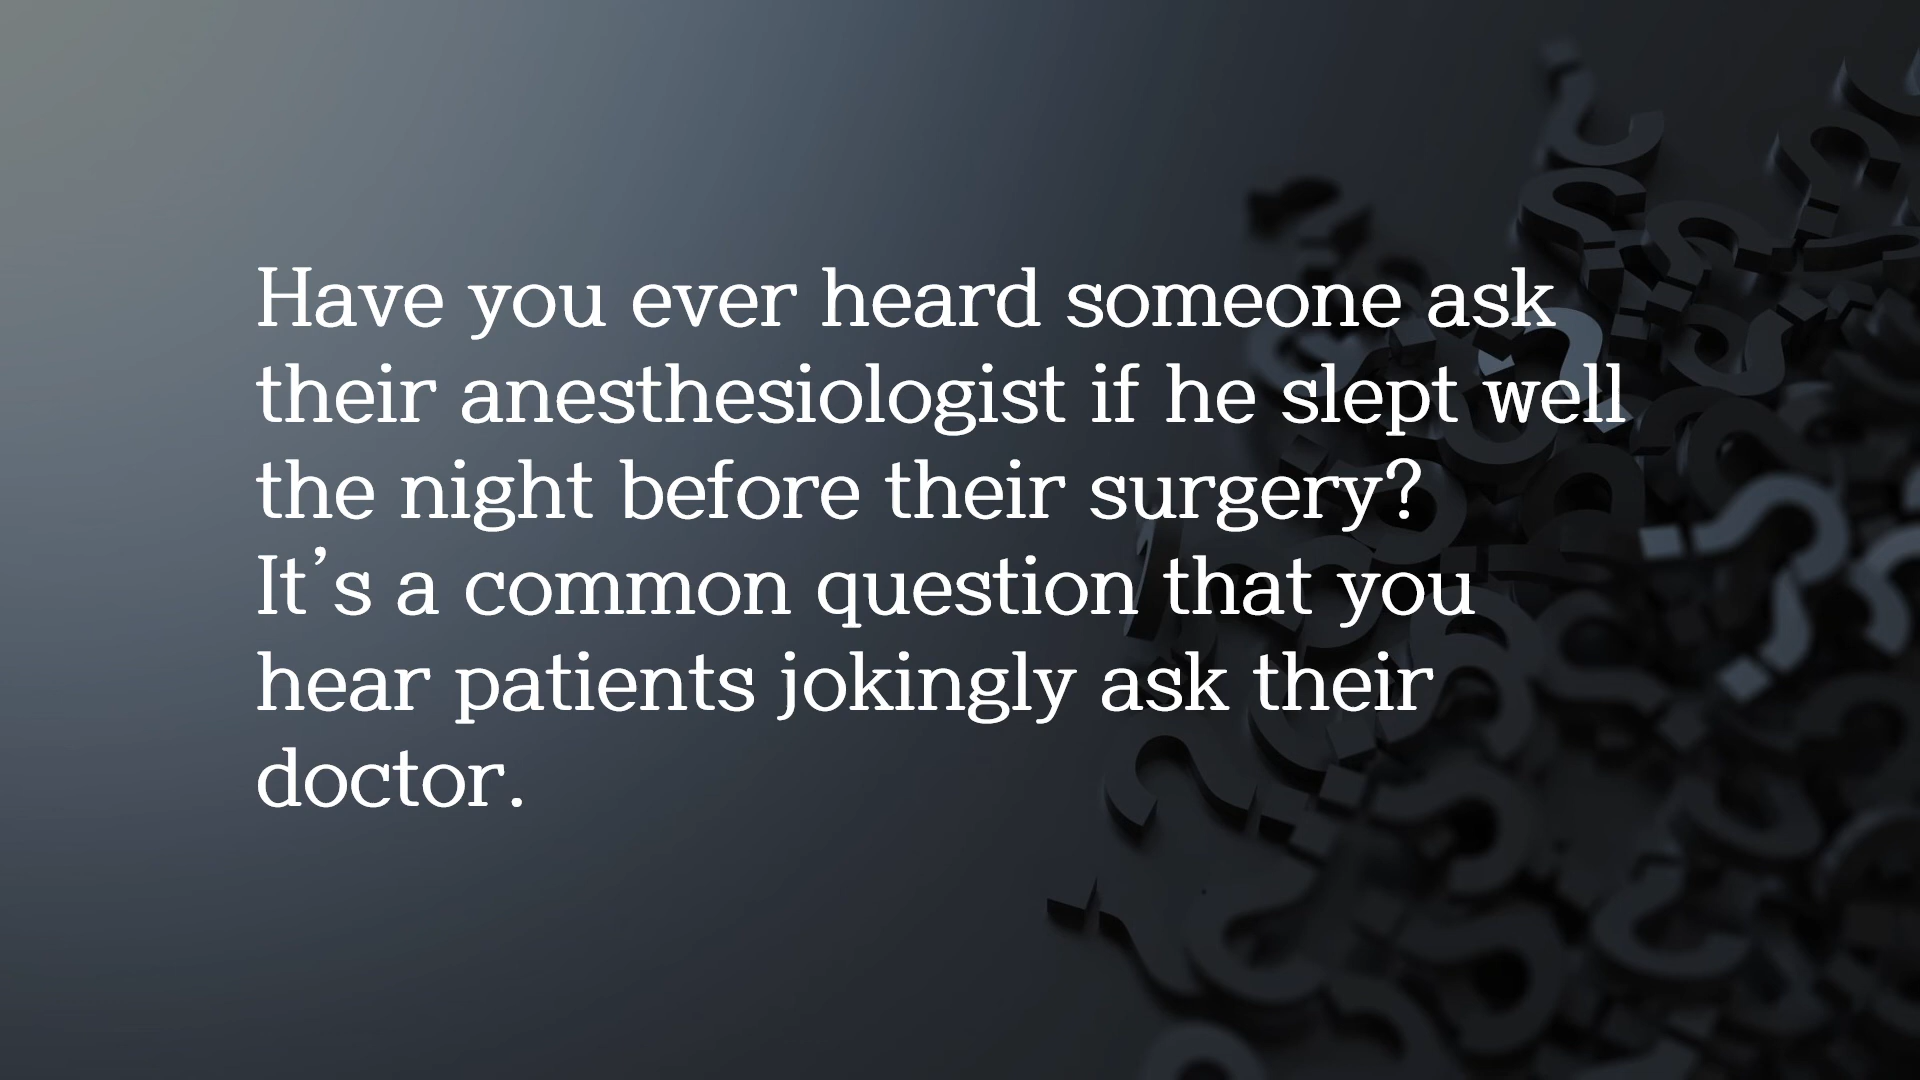 Have you ever heard someone ask
their anesthesiologist if he slept well
the night before their surgery?
It’s a common question that you
hear patients jokingly ask their
doctor.